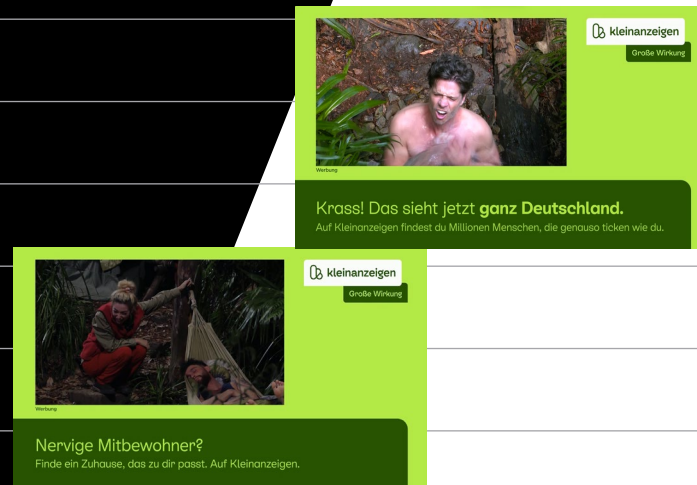 kleinanzeigen
Große Wirkung
Werbung
Krass! Das sieht jetzt ganz Deutschland.
Auf Kleinanzeigen findest du Millionen Menschen, die genauso ticken wie du.
kleinanzeigen
Große Wirkung
Werbung
Nervige Mitbewohner?
Finde ein Zuhause, das zu dir passt. Auf Kleinanzeigen.